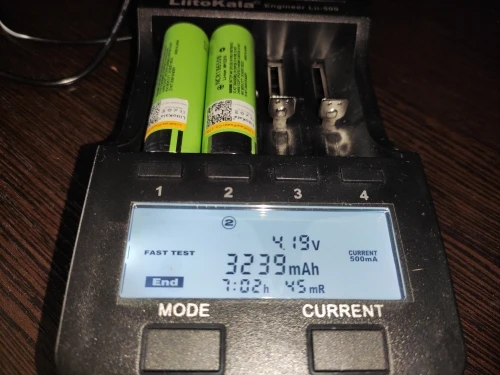 LiitoKala Engineer Lii-500
1 2 3 4
②
4.19v
FAST TEST CURRENT
3239mAh 500mA
End 7:02h 45mR
MODE CURRENT